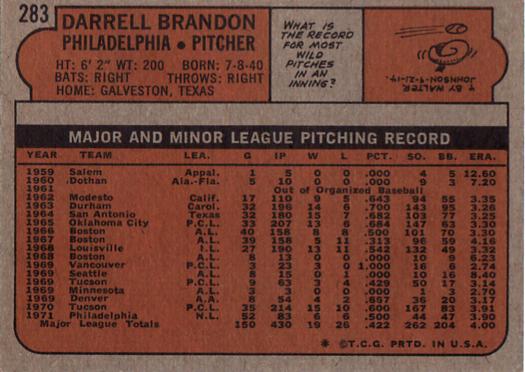 283
DARRELL BRANDON
PHILADELPHIA • PITCHER
HT: 6' 2" WT: 200 BORN: 7-8-40
BATS: RIGHT THROWS: RIGHT
HOME: GALVESTON, TEXAS
WHAT IS
THE RECORD
FOR MOST
WILD
PITCHES
IN AN
INNING?
BY WALTER
MAJOR AND MINOR LEAGUE PITCHING RECORD
YEAR TEAM LEA. G IP W L PCT. SO. BB. ERA.
1959 Salem Appal. 1 5 0 0 .000 4 5 12.60
1960 Dothan Ala.-Fla. 5 10 0 0 .000 9 3 7.20
1961 Out of Organized Baseball
1962 Modesto Calif. 17 110 9 5 .643 94 55 3.35
1963 Durham Carol. 32 196 14 6 .700 143 95 3.26
1964 San Antonio Texas 32 180 15 7 .682 103 77 3.25
1965 Oklahoma City P.C.L. 33 207 13 6 .684 147 63 3.30
1966 Boston A.L. 40 158 8 8 .500 101 70 3.30
1967 Boston A.L. 39 158 5 11 .313 96 59 4.16
1968 Louisville I.L. 27 190 13 11 .542 132 49 3.32
1968 Boston A.L. 8 13 0 0 .000 10 9 6.23
1969 Vancouver P.C.L. 3 23 3 0 1.000 16 6 2.74
1969 Seattle A.L. 8 15 0 1 .000 10 16 8.40
1969 Tucson P.C.L. 9 63 3 4 .429 50 17 3.14
1969 Minnesota A.L. 3 3 0 0 .000 1 3 2.70
1969 Denver A.A. 8 54 4 2 .657 36 20 3.17
1970 Tucson P.C.L. 35 214 15 10 .600 167 83 3.91
1971 Philadelphia N.L. 52 83 6 6 .500 44 47 3.90
Major League Totals 150 430 19 26 .422 262 204 4.00
* ©T.C.G. PRTD. IN U.S.A.